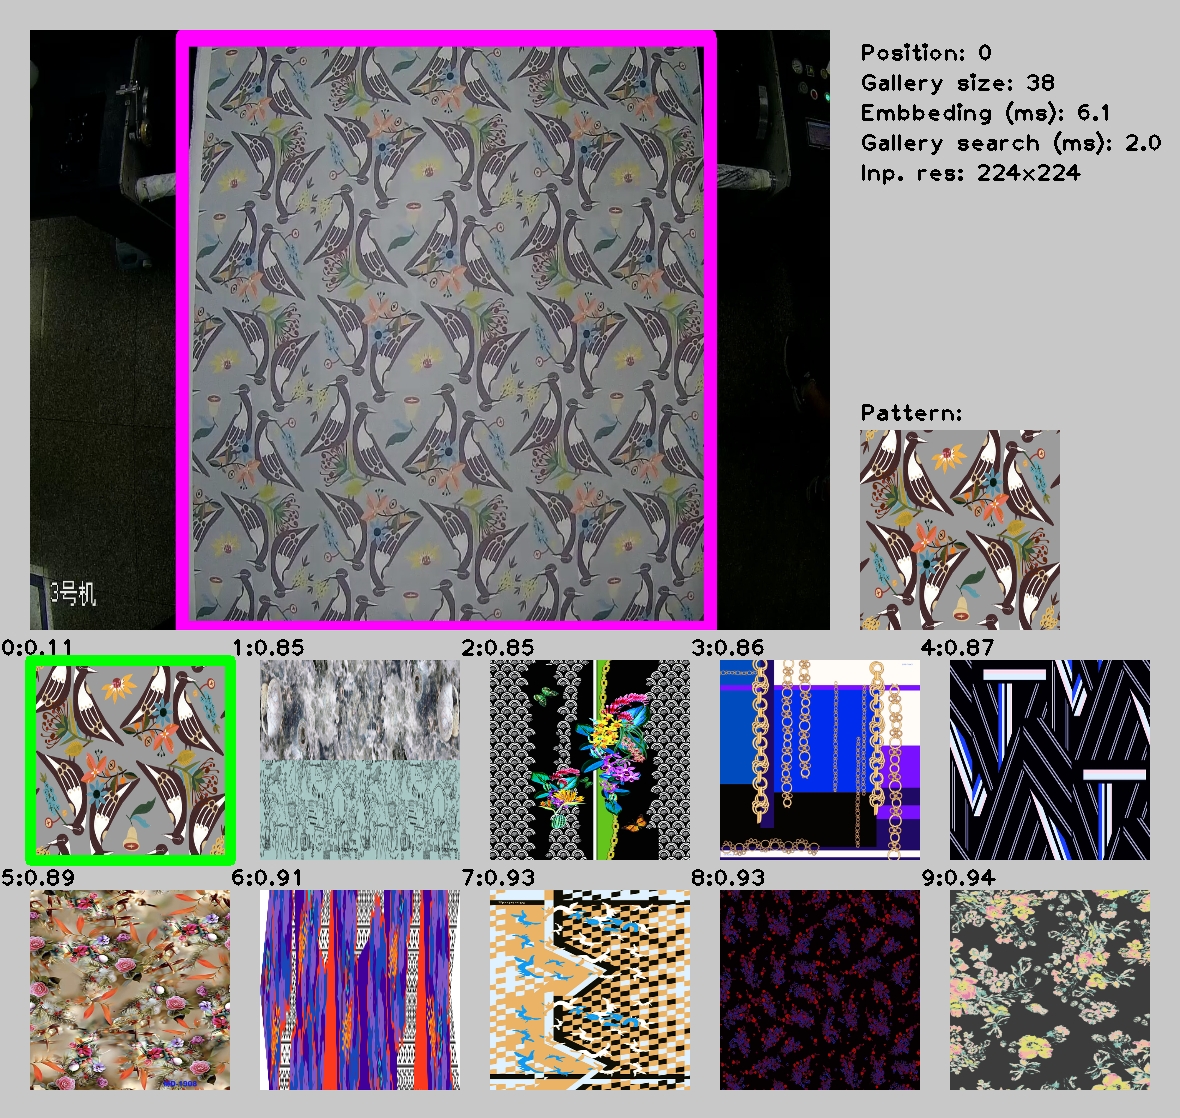 Position: 0
Gallery size: 38
Embbeding (ms): 6.1
Gallery search (ms): 2.0
Inp. res: 224x224
Pattern:
3号机
0:0.11
1:0.85
2:0.85
3:0.86
4:0.87
5:0.89
6:0.91
7:0.93
8:0.93
9:0.94